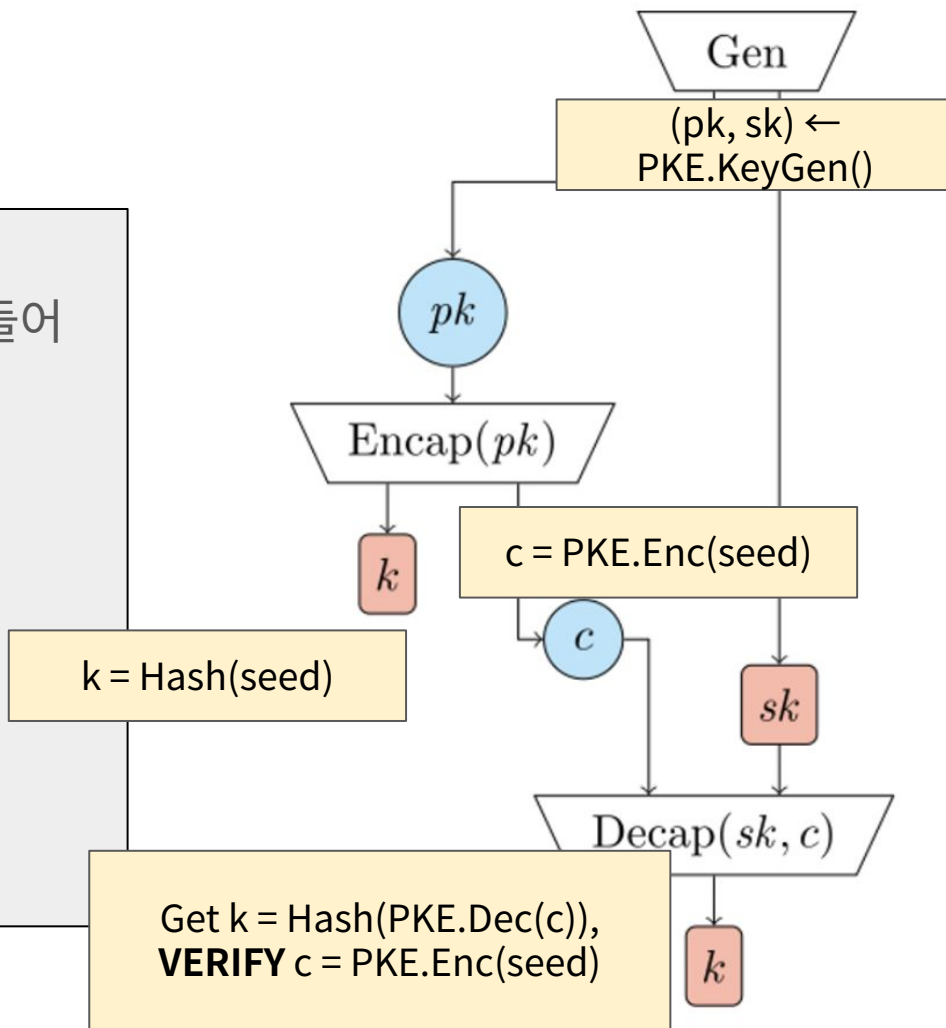 Gen
(pk, sk) ←
PKE.KeyGen()
pk
Encap(pk)
c = PKE.Enc(seed)
k
c
k = Hash(seed)
sk
Decap(sk, c)
Get k = Hash(PKE.Dec(c)),
VERIFY c = PKE.Enc(seed)
k